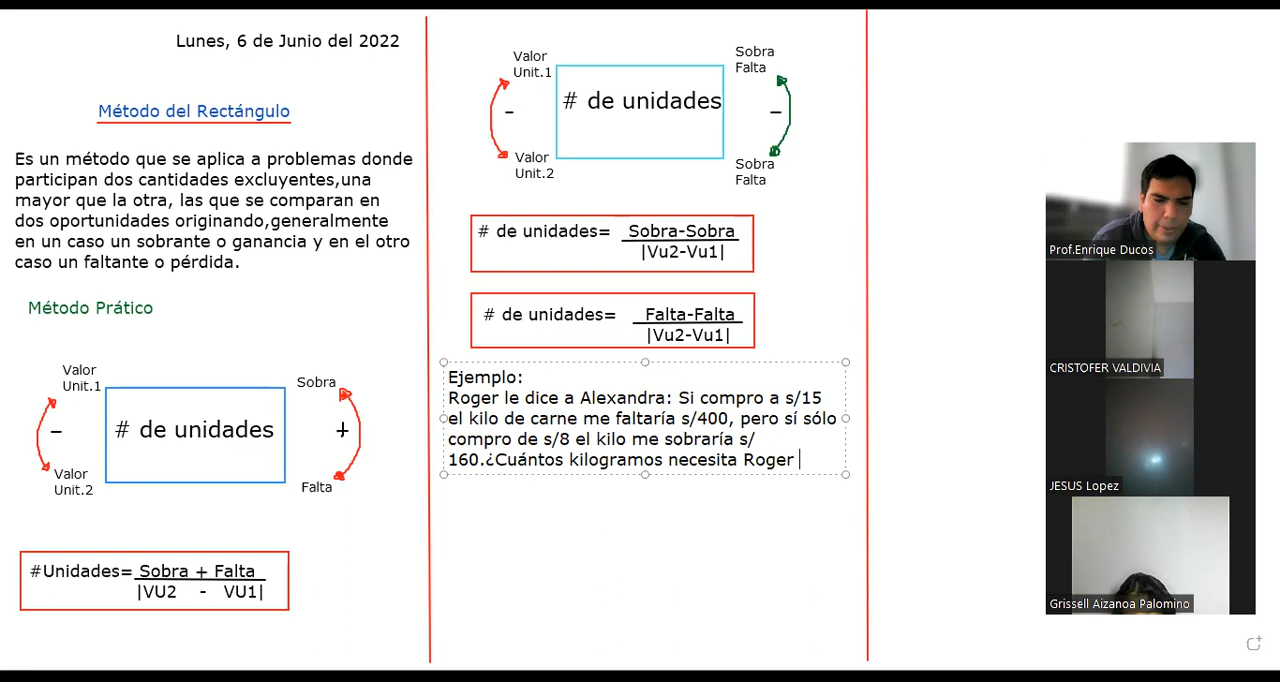 Lunes, 6 de Junio del 2022
Método del Rectángulo
Es un método que se aplica a problemas donde
participan dos cantidades excluyentes,una
mayor que la otra, las que se comparan en
dos oportunidades originando,generalmente
en un caso un sobrante o ganancia y en el otro
caso un faltante o pérdida.
Método Prático
Valor
Unit.1
Sobra
-
# de unidades
+
Valor
Unit.2
Falta
#Unidades= Sobra + Falta
|VU2 - VU1|
Valor
Unit.1
Sobra
Falta
-
# de unidades
-
Valor
Unit.2
Sobra
Falta
# de unidades= Sobra-Sobra
|Vu2-Vu1|
# de unidades= Falta-Falta
|Vu2-Vu1|
Ejemplo:
Roger le dice a Alexandra: Si compro a s/15
el kilo de carne me faltaría s/400, pero sí sólo
compro de s/8 el kilo me sobraría s/
160.¿Cuántos kilogramos necesita Roger
Prof.Enrique Ducos
CRISTOFER VALDIVIA
JESUS Lopez
Grissell Aizanoa Palomino